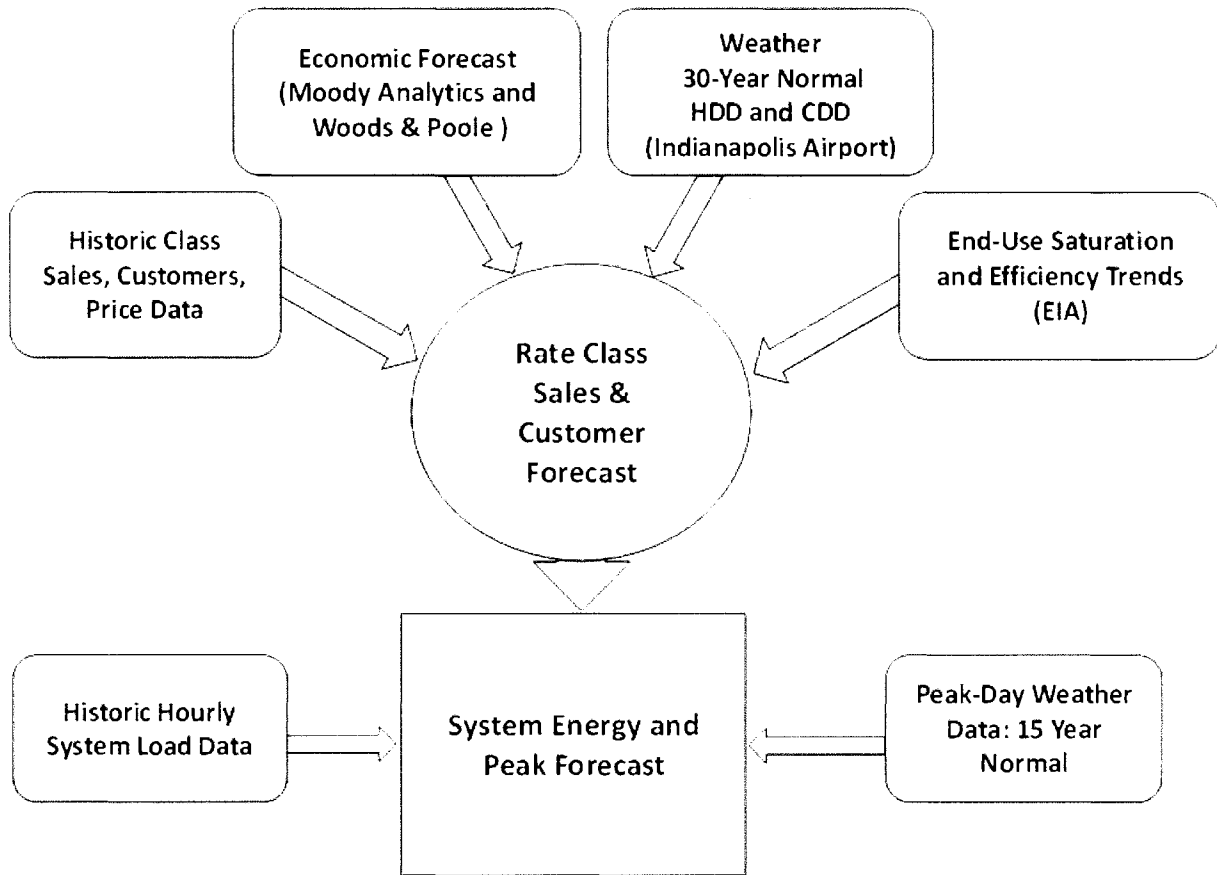 Economic Forecast
(Moody Analytics and
Woods & Poole )
Weather
30-Year Normal
HDD and CDD
(Indianapolis Airport)
Historic Class
Sales, Customers,
Price Data
End-Use Saturation
and Efficiency Trends
(EIA)
Rate Class
Sales &
Customer
Forecast
Historic Hourly
System Load Data
System Energy and
Peak Forecast
Peak-Day Weather
Data: 15 Year
Normal